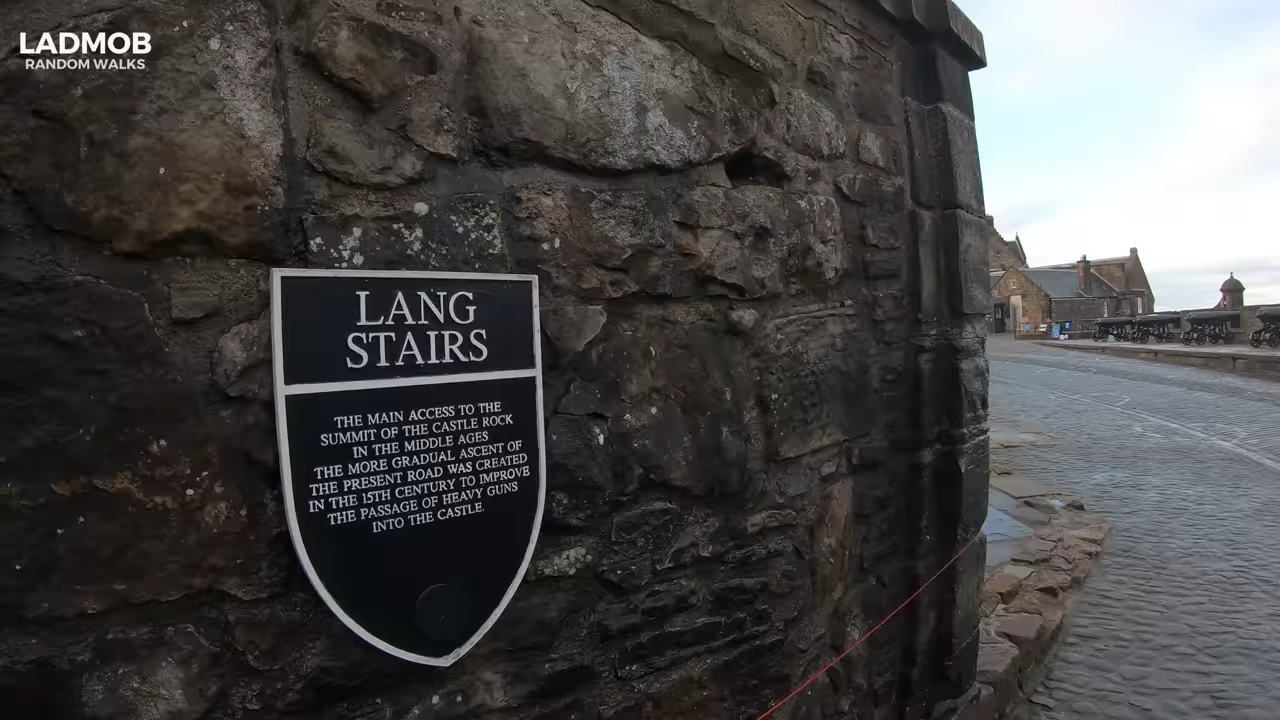 LADMOB
RANDOM WALKS
LANG
STAIRS
THE MAIN ACCESS TO THE
SUMMIT OF THE CASTLE ROCK
IN THE MIDDLE AGES
THE MORE GRADUAL ASCENT OF
THE PRESENT ROAD WAS CREATED
IN THE 15TH CENTURY TO IMPROVE
THE PASSAGE OF HEAVY GUNS
INTO THE CASTLE.